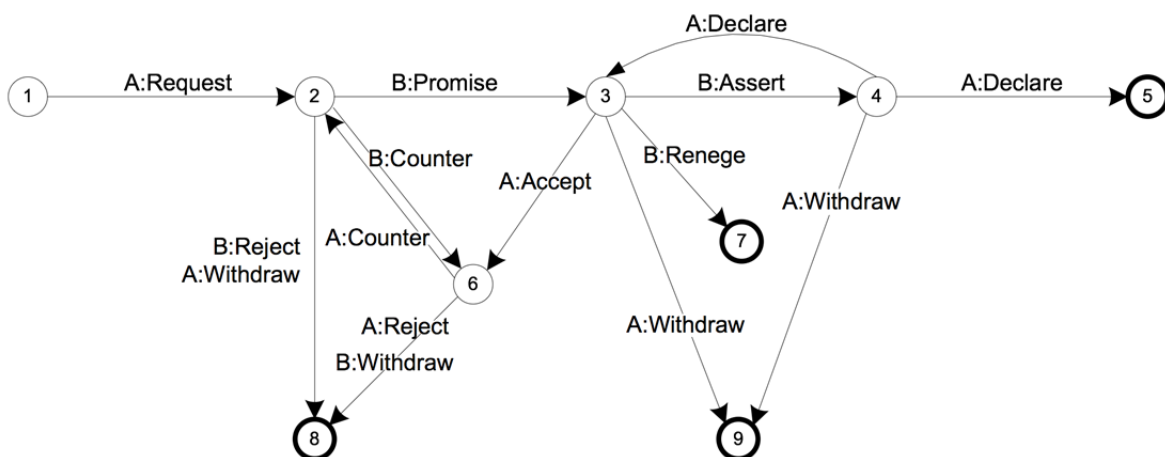 A:Declare
1
A:Request
2
B:Promise
3
B:Assert
4
A:Declare
5
B:Counter
A:Accept
B:Renege
A:Withdraw
B:Reject
A:Withdraw
A:Counter
7
6
A:Reject
B:Withdraw
A:Withdraw
8
9